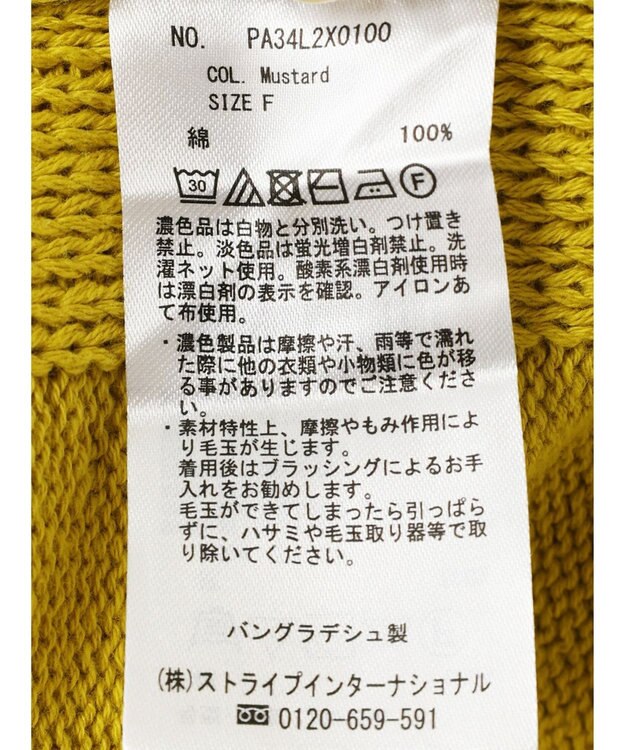 NO. PA34L2X0100
COL. Mustard
SIZE F
綿 100%
30 F
濃色品は白物と分別洗い。つけ置き
禁止。淡色品は蛍光増白剤禁止。洗
濯ネット使用。酸素系漂白剤使用時
は漂白剤の表示を確認。アイロンあ
て布使用。
・濃色製品は摩擦や汗、雨等で濡れ
た際に他の衣類や小物類に色が移
る事がありますのでご注意くださ
い。
・素材特性上、摩擦やもみ作用によ
り毛玉が生じます。
着用後はブラッシングによるお手
入れをお勧めします。
毛玉ができてしまったら引っぱら
ずに、ハサミや毛玉取り器等で取
り除いてください。
バングラデシュ製
(株)ストライプインターナショナル
0120-659-591